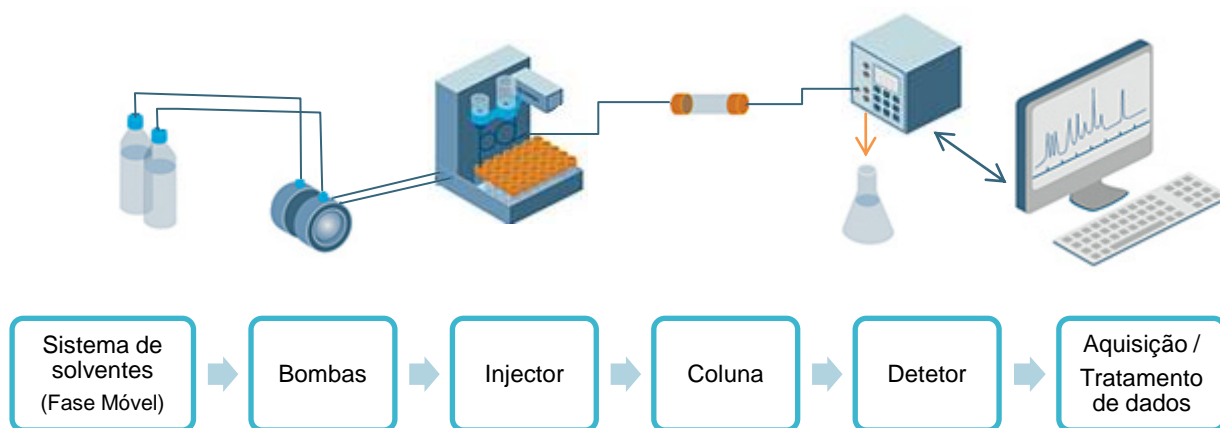 Sistema de
solventes
(Fase Móvel)
Bombas
Injector
Coluna
Detetor
Aquisição /
Tratamento
de dados